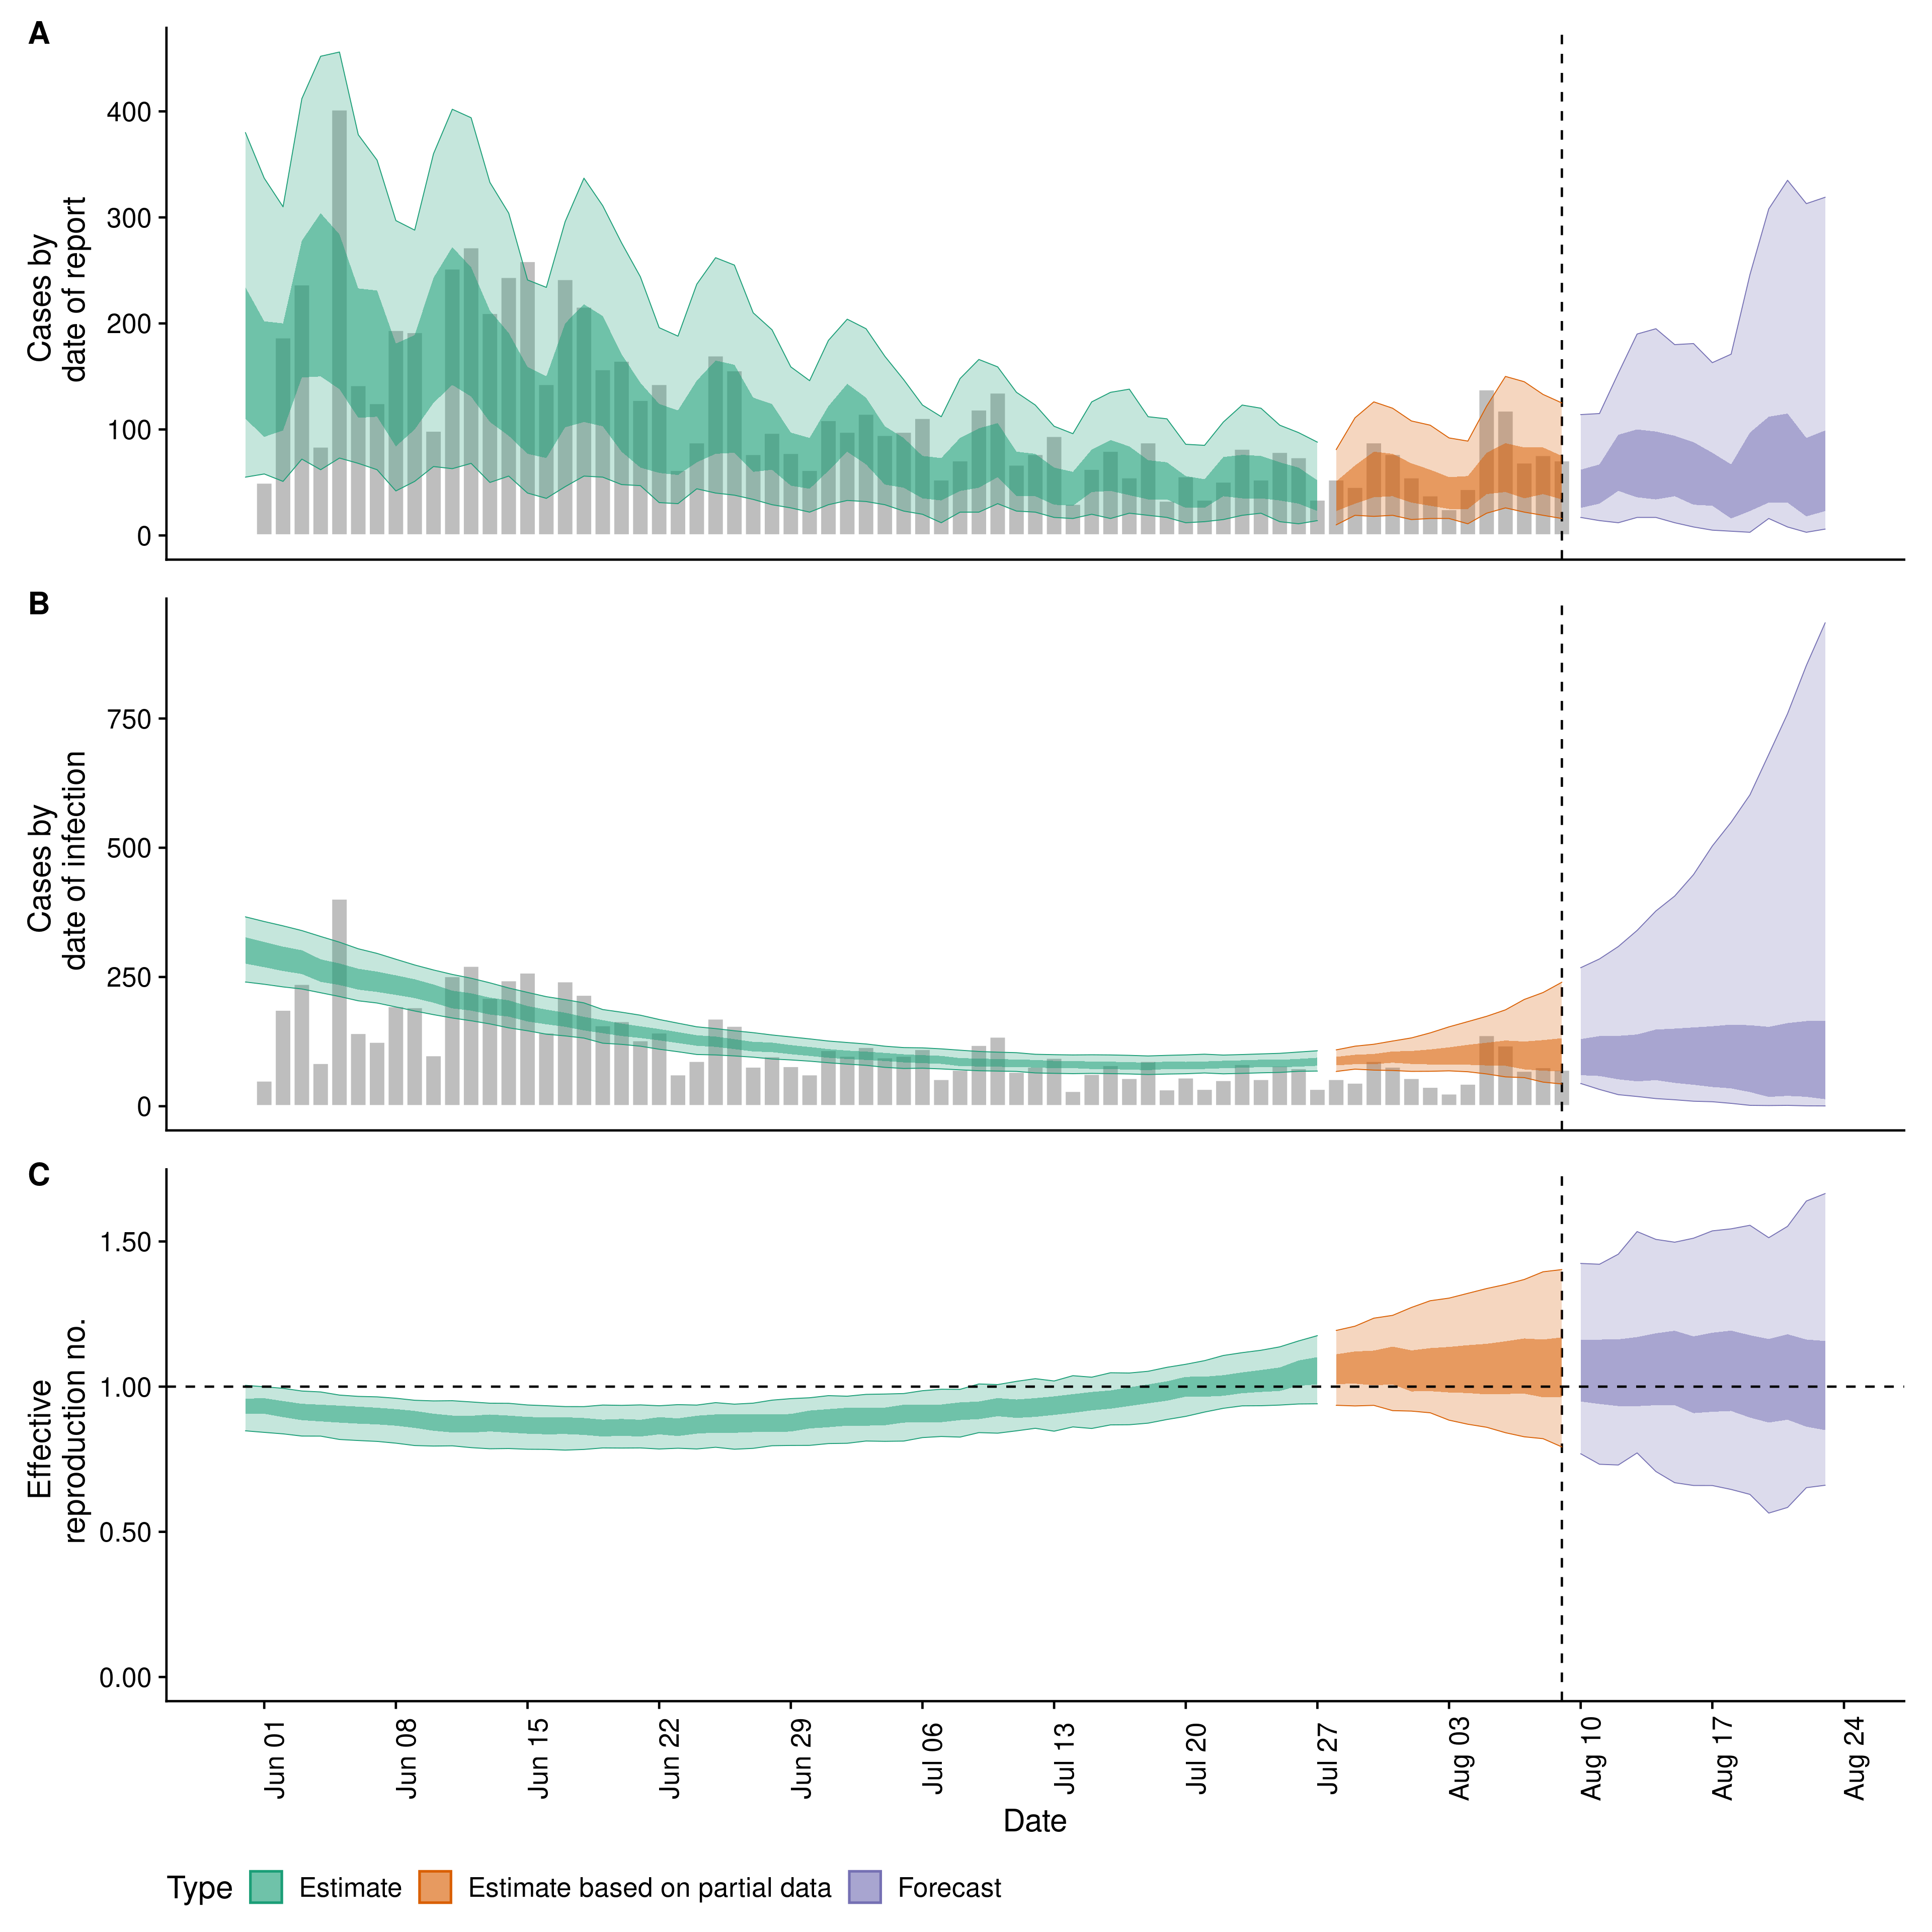 A
400
300
200
100
0
Cases by
date of report
B
750
500
250
0
Cases by
date of infection
C
1.50
1.00
0.50
0.00
Effective
reproduction no.
Jun 01
Jun 08
Jun 15
Jun 22
Jun 29
Jul 06
Jul 13
Jul 20
Jul 27
Aug 03
Aug 10
Aug 17
Aug 24
Date
Type Estimate Estimate based on partial data Forecast